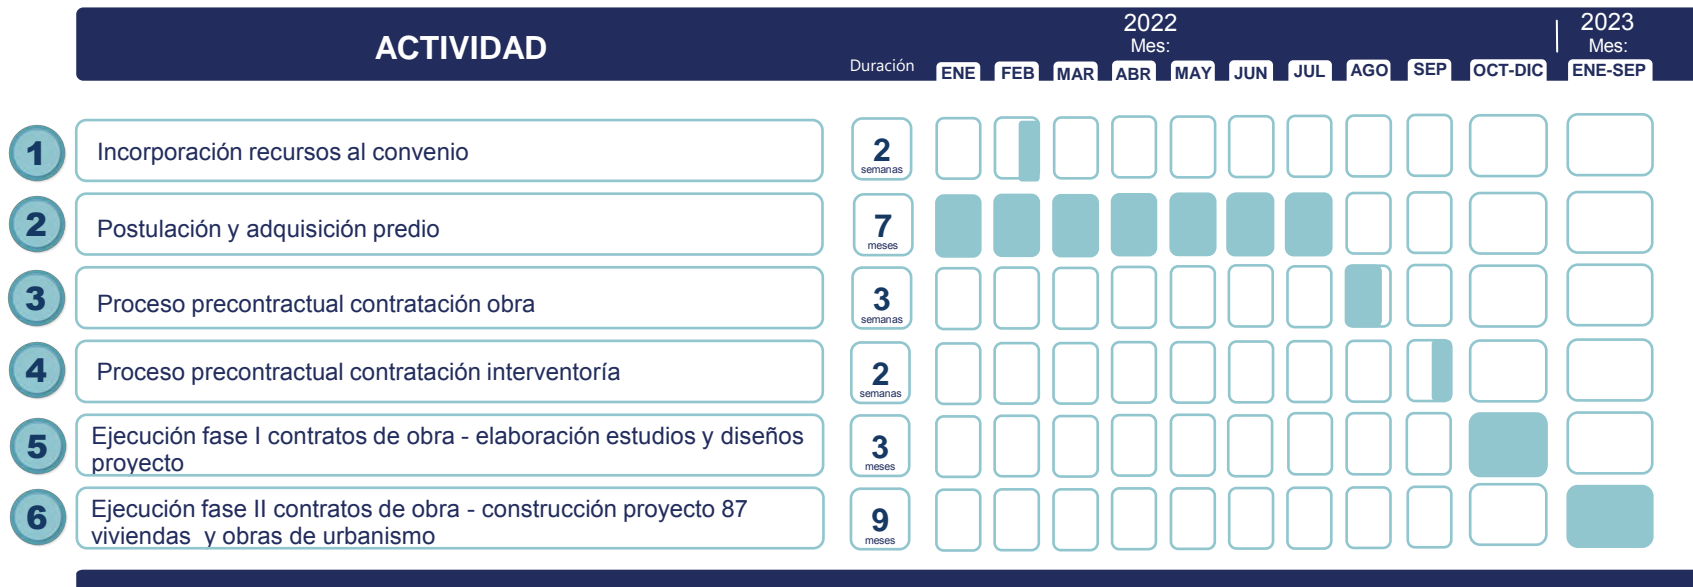 2022
2023
ACTIVIDAD
Mes:
Mes:
Duración
ENE FEB MAR ABR MAY JUN JUL AGO SEP OCT-DIC ENE-SEP
1 Incorporación recursos al convenio 2
semanas
2 Postulación y adquisición predio 7
meses
3 Proceso precontractual contratación obra 3
semanas
4 Proceso precontractual contratación interventoría 2
semanas
5 Ejecución fase I contratos de obra - elaboración estudios y diseños 3
proyecto meses
6 Ejecución fase II contratos de obra - construcción proyecto 87 9
viviendas y obras de urbanismo meses